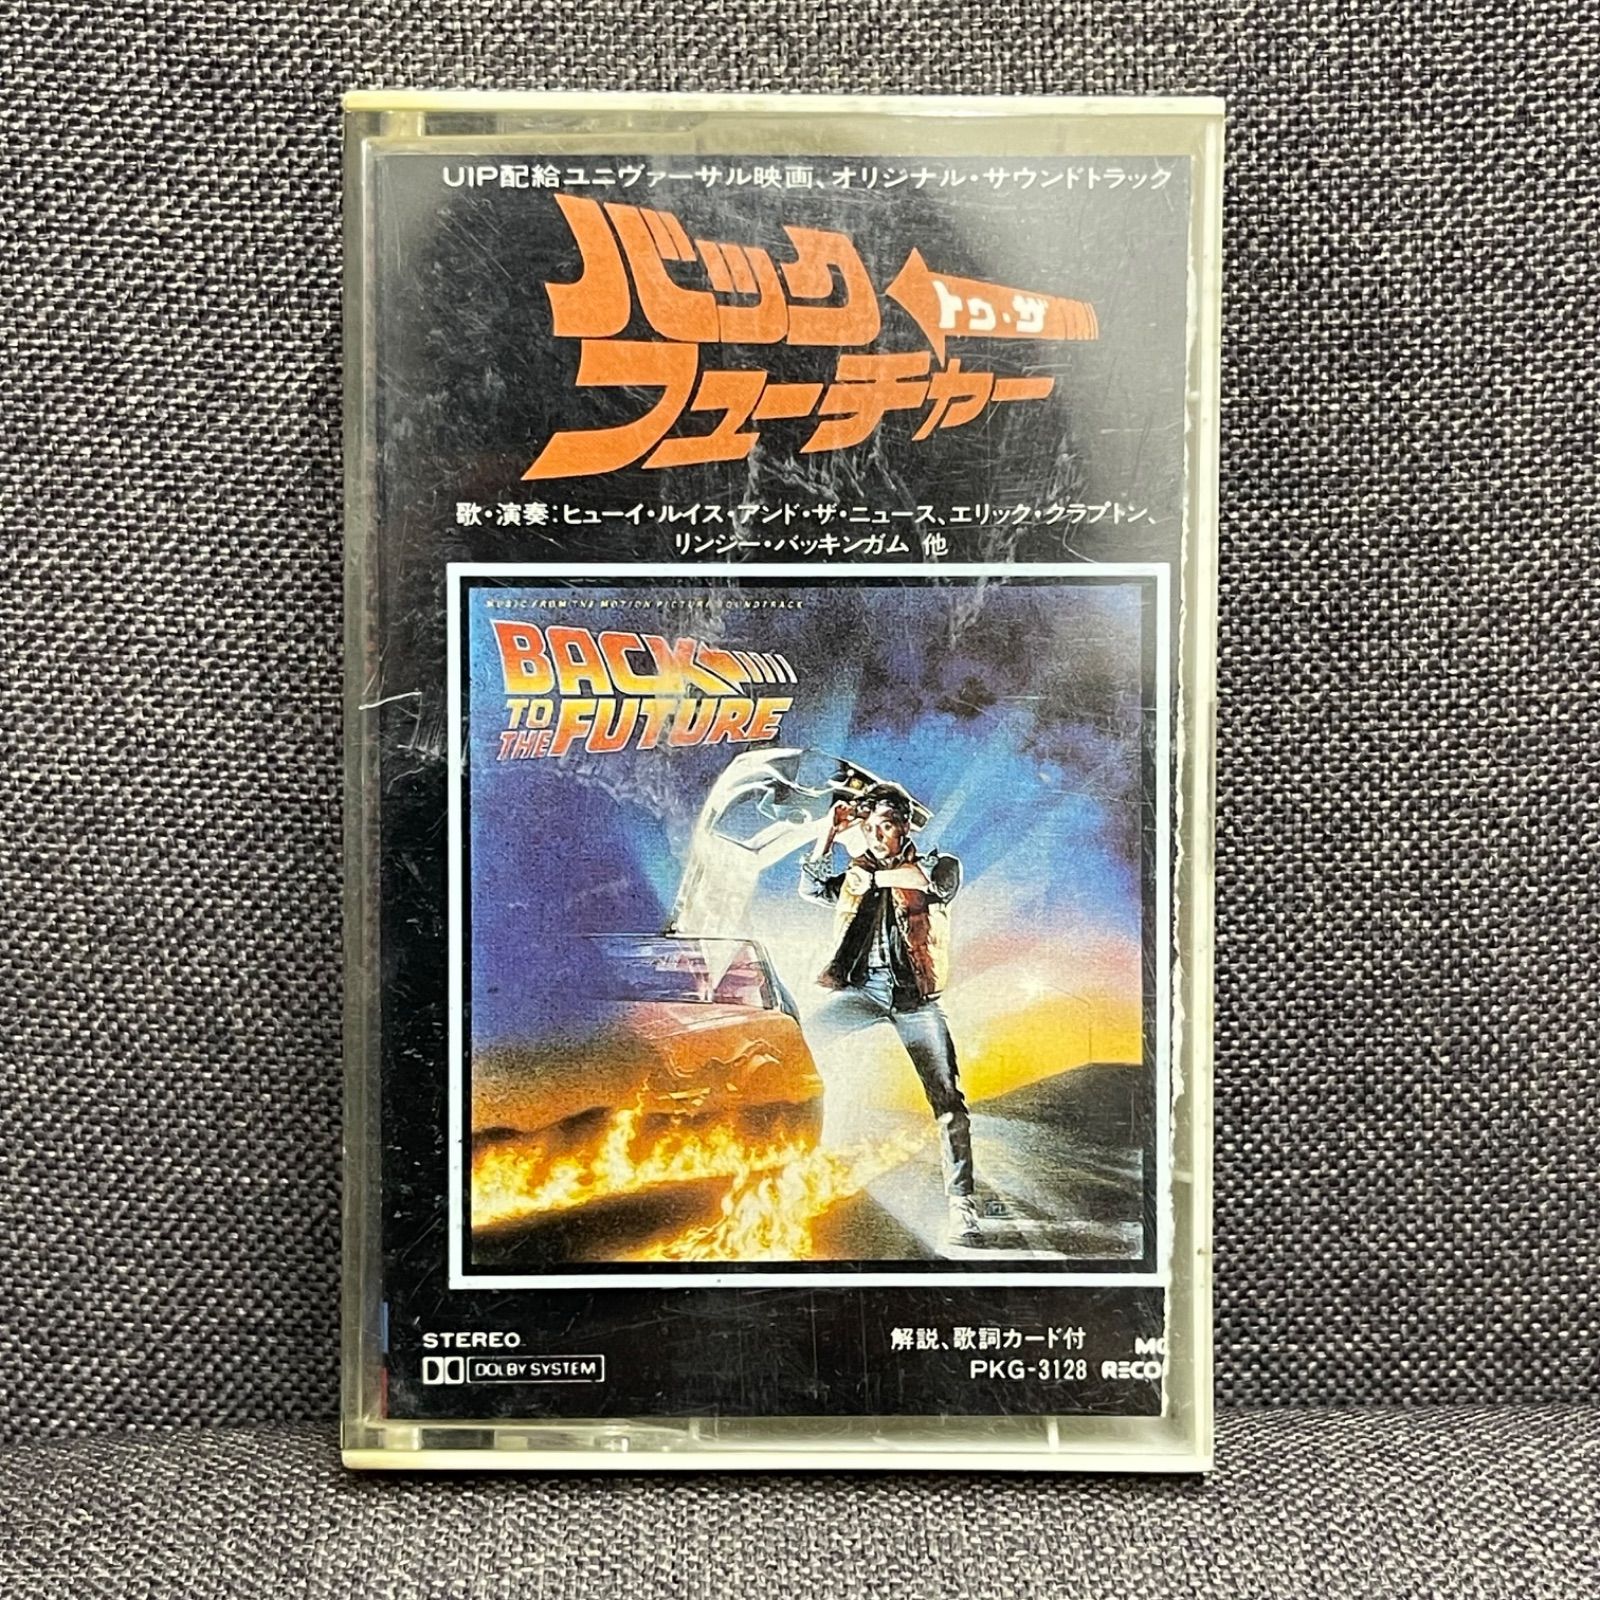 UIP配給ユニヴァーサル映画、オリジナル・サウンドトラック
バック
トゥ・ザ
フューチャー
歌・演奏:ヒューイ・ルイス・アンド・ザ・ニュース、エリック・クラプトン、
リンジー・バッキンガム 他
MUSIC FROM THE MOTION PICTURE SOUNDTRACK
BACK
TO
THE FUTURE
STEREO
DOLBY SYSTEM
解説、歌詞カード付
PKG-3128